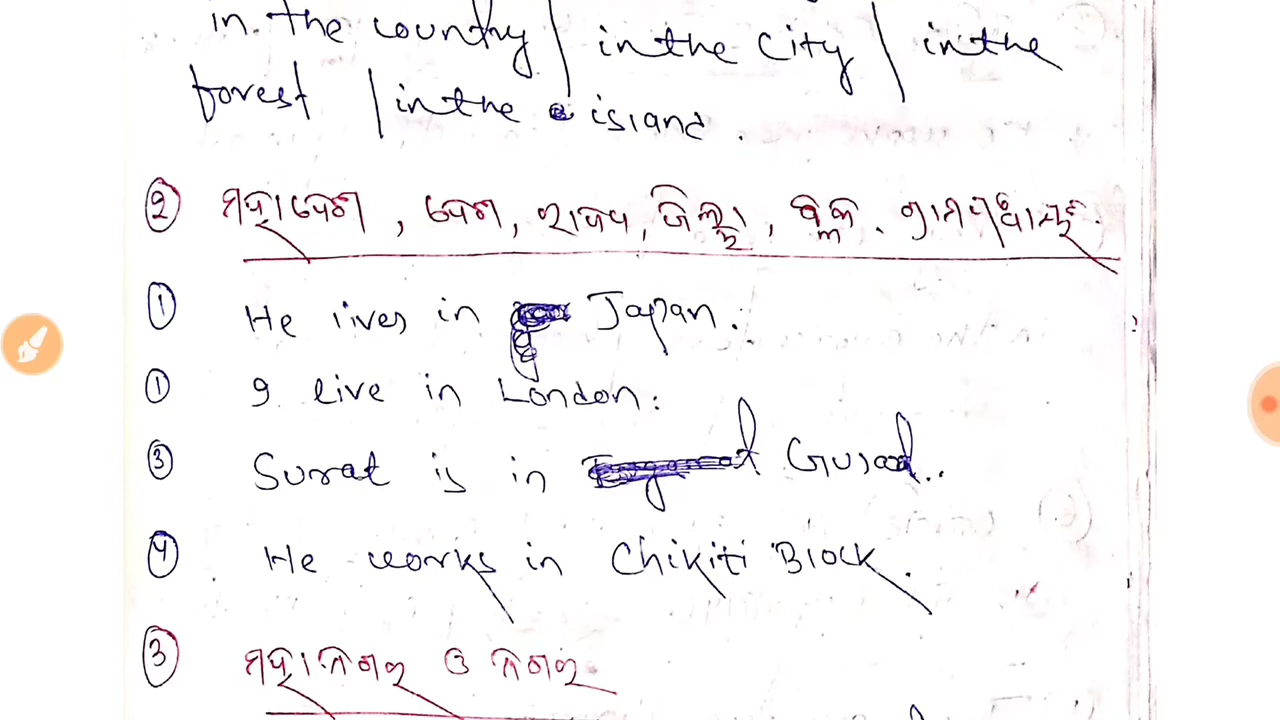 in the country / in the city / in the
forest / in the island.
② ମହାଦେଶ, ଦେଶ, ରାଜ୍ୟ, ଜିଲ୍ଲା, ବ୍ଲକ୍,
① He lives in Japan.
① I live in London.
③ Surat is in Gujrat..
④ He works in Chikiti Block.
③ ମହାନଗର ଓ ନଗର